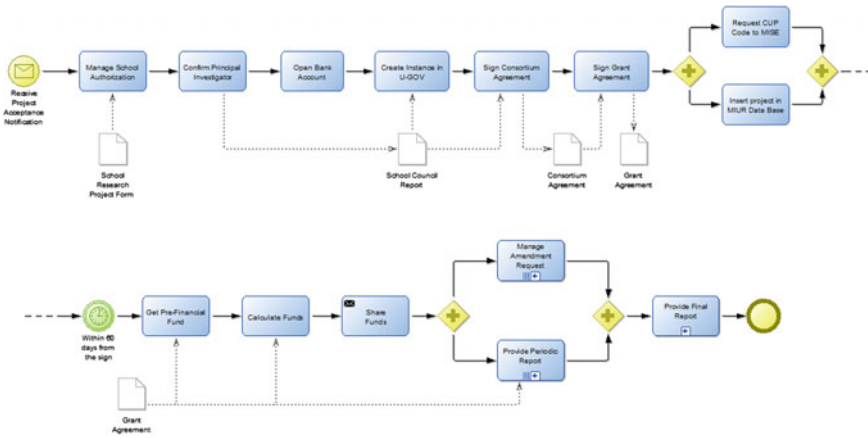 Manage School
Authorization
Confirm Principal
Investigator
Open Bank
Account
Create Instance in
U-GOV
Sign Consortium
Agreement
Sign Grant
Agreement
Request CUP
Code to MISE
Insert project in
MIUR Data Base
Receive
Project
Acceptance
Notification
School
Research
Project Form
School Council
Report
Consortium
Agreement
Grant
Agreement
Within 60
days from
the sign
Get Pre-Financial
Fund
Calculate Funds
Share
Funds
Manage
Amendment
Request
Provide Periodic
Report
Provide Final
Report
Grant
Agreement